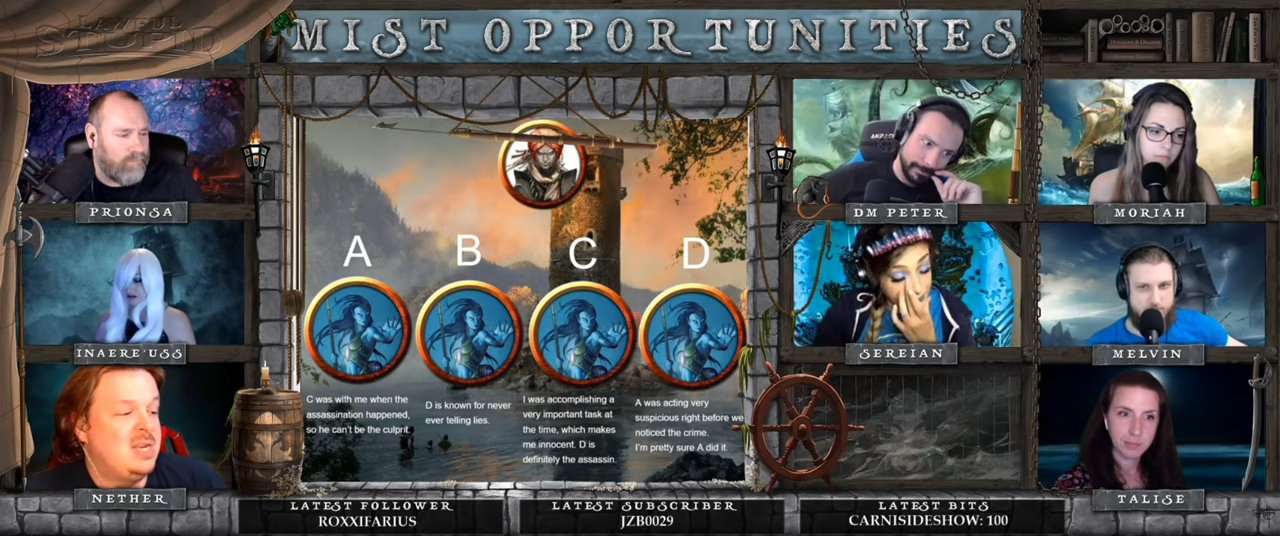 LAWFUL
STUPID
MIST OPPORTUNITIES
PRIONSA
DM PETER
MORIAH
INAERE'USS
SEREIAN
MELVIN
NETHER
TALISE
A
B
C
D
C was with me when the
assassination happened,
so he can't be the culprit.
D is known for never
ever telling lies.
I was accomplishing a
very important task at
the time, which makes
me innocent. D is
definitely the assassin.
A was acting very
suspicious right before we
noticed the crime.
I'm pretty sure A did it.
LATEST FOLLOWER
ROXXIFARIUS
LATEST SUBSCRIBER
JZB0029
LATEST BITS
CARNISIDESHOW: 100